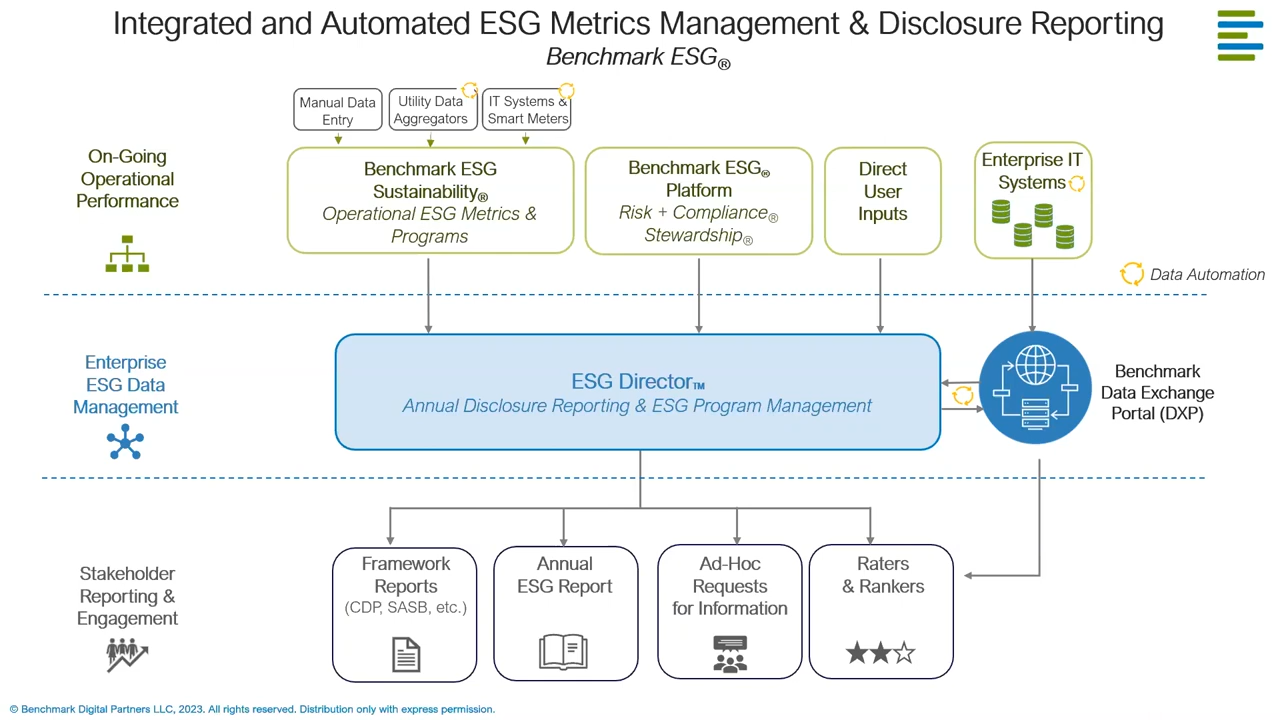 Integrated and Automated ESG Metrics Management & Disclosure Reporting
Benchmark ESG®
Manual Data
Entry
Utility Data
Aggregators
IT Systems &
Smart Meters
On-Going
Operational
Performance
Benchmark ESG
Sustainability®
Operational ESG Metrics &
Programs
Benchmark ESG®
Platform
Risk + Compliance®
Stewardship®
Direct
User
Inputs
Enterprise IT
Systems
Data Automation
Enterprise
ESG Data
Management
ESG Director™
Annual Disclosure Reporting & ESG Program Management
Benchmark
Data Exchange
Portal (DXP)
Stakeholder
Reporting &
Engagement
Framework
Reports
(CDP, SASB, etc.)
Annual
ESG Report
Ad-Hoc
Requests
for Information
Raters
& Rankers
© Benchmark Digital Partners LLC, 2023. All rights reserved. Distribution only with express permission.